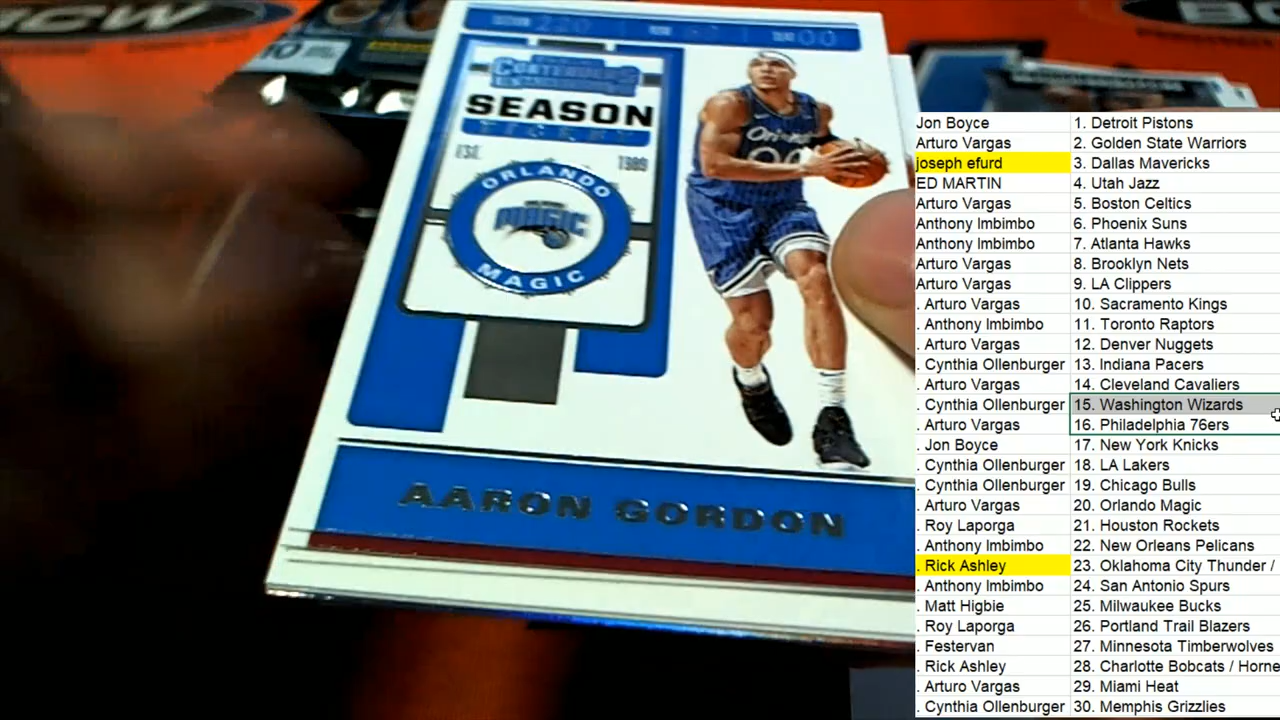 CONTENDERS
SEASON
TICKET
EST. 1989
ORLANDO
MAGIC
MAGIC
Orlando
00
AARON GORDON
Jon Boyce 1. Detroit Pistons
Arturo Vargas 2. Golden State Warriors
joseph efurd 3. Dallas Mavericks
ED MARTIN 4. Utah Jazz
Arturo Vargas 5. Boston Celtics
Anthony Imbimbo 6. Phoenix Suns
Anthony Imbimbo 7. Atlanta Hawks
Arturo Vargas 8. Brooklyn Nets
Arturo Vargas 9. LA Clippers
. Arturo Vargas 10. Sacramento Kings
. Anthony Imbimbo 11. Toronto Raptors
. Arturo Vargas 12. Denver Nuggets
. Cynthia Ollenburger 13. Indiana Pacers
. Arturo Vargas 14. Cleveland Cavaliers
. Cynthia Ollenburger 15. Washington Wizards
. Arturo Vargas 16. Philadelphia 76ers
. Jon Boyce 17. New York Knicks
. Cynthia Ollenburger 18. LA Lakers
. Cynthia Ollenburger 19. Chicago Bulls
. Arturo Vargas 20. Orlando Magic
. Roy Laporga 21. Houston Rockets
. Anthony Imbimbo 22. New Orleans Pelicans
. Rick Ashley 23. Oklahoma City Thunder /
. Anthony Imbimbo 24. San Antonio Spurs
. Matt Higbie 25. Milwaukee Bucks
. Roy Laporga 26. Portland Trail Blazers
. Festervan 27. Minnesota Timberwolves
. Rick Ashley 28. Charlotte Bobcats / Horne
. Arturo Vargas 29. Miami Heat
. Cynthia Ollenburger 30. Memphis Grizzlies